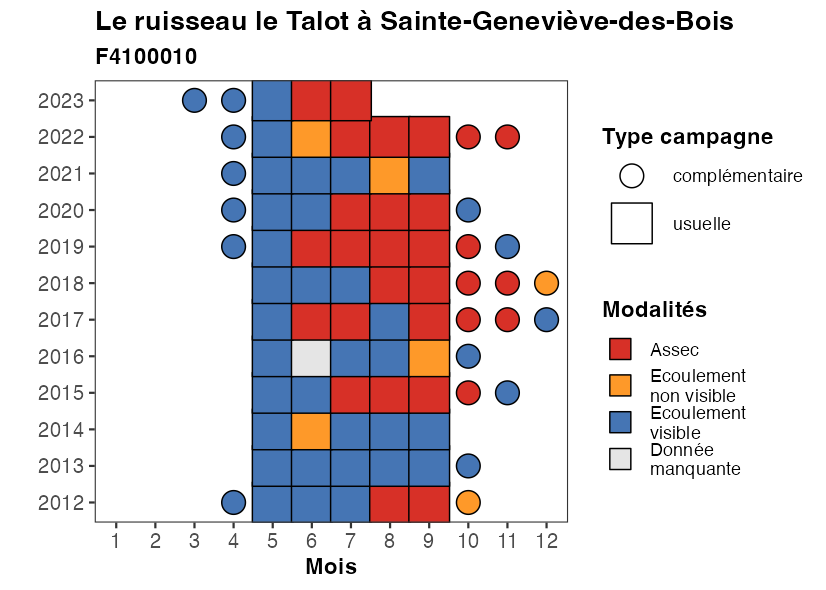 Le ruisseau le Talot à Sainte-Geneviève-des-Bois
F4100010
2023
2022
2021
2020
2019
2018
2017
2016
2015
2014
2013
2012
1 2 3 4 5 6 7 8 9 10 11 12
Mois
Type campagne
complémentaire
usuelle
Modalités
Assec
Ecoulement
non visible
Ecoulement
visible
Donnée
manquante